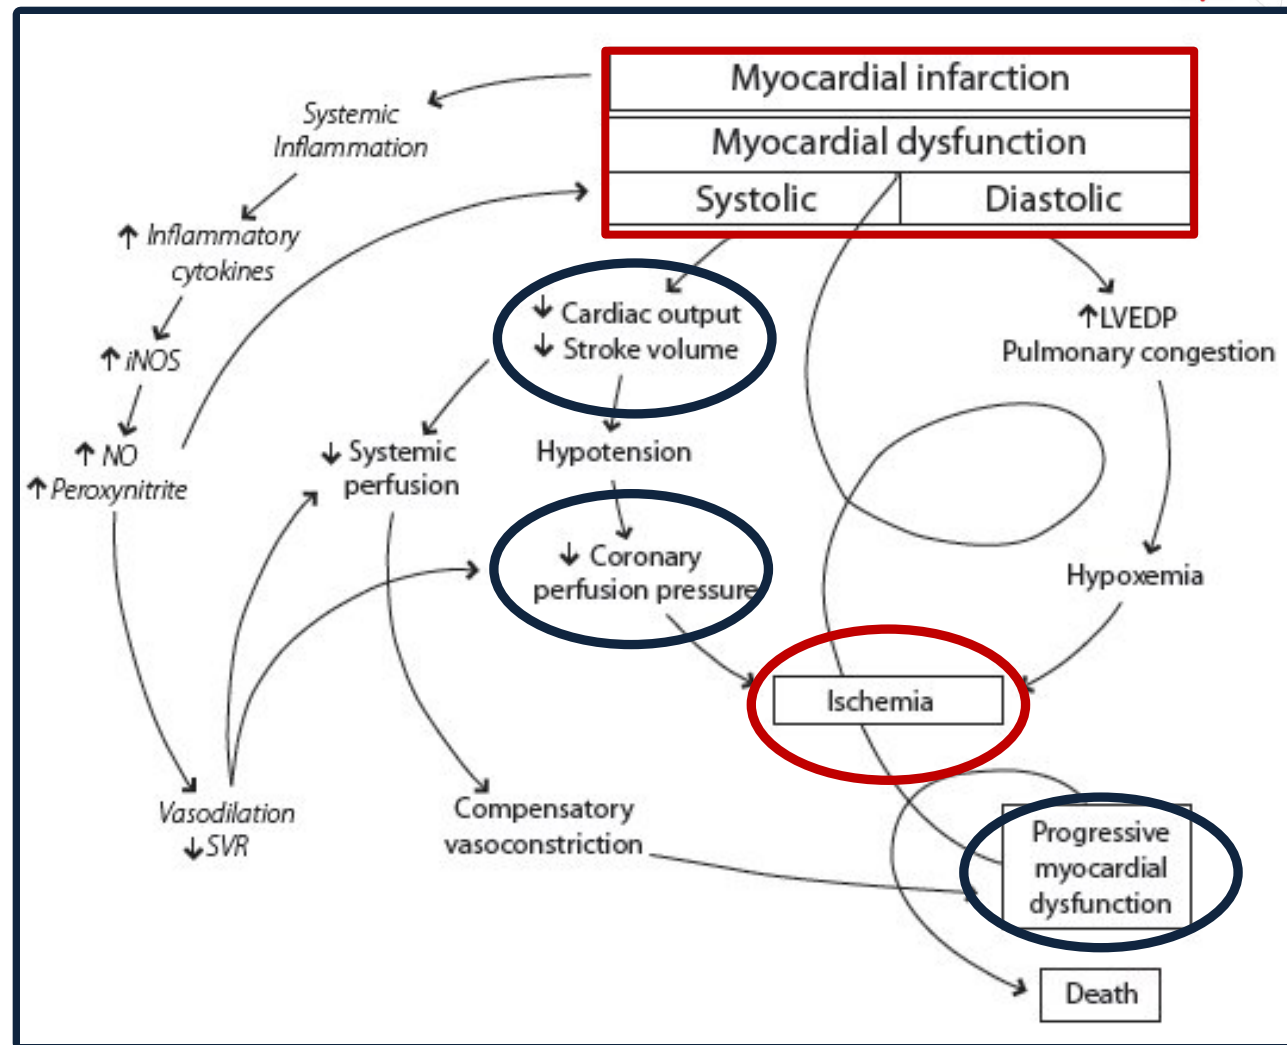 Myocardial infarction
Myocardial dysfunction
Systolic
Diastolic
Systemic
Inflammation
↑ Inflammatory
cytokines
↑ iNOS
↑ NO
↑ Peroxynitrite
↓ Cardiac output
↓ Stroke volume
↑LVEDP
Pulmonary congestion
↓ Systemic
perfusion
Hypotension
↓ Coronary
perfusion pressure
Hypoxemia
Ischemia
Vasodilation
↓SVR
Compensatory
vasoconstriction
Progressive
myocardial
dysfunction
Death